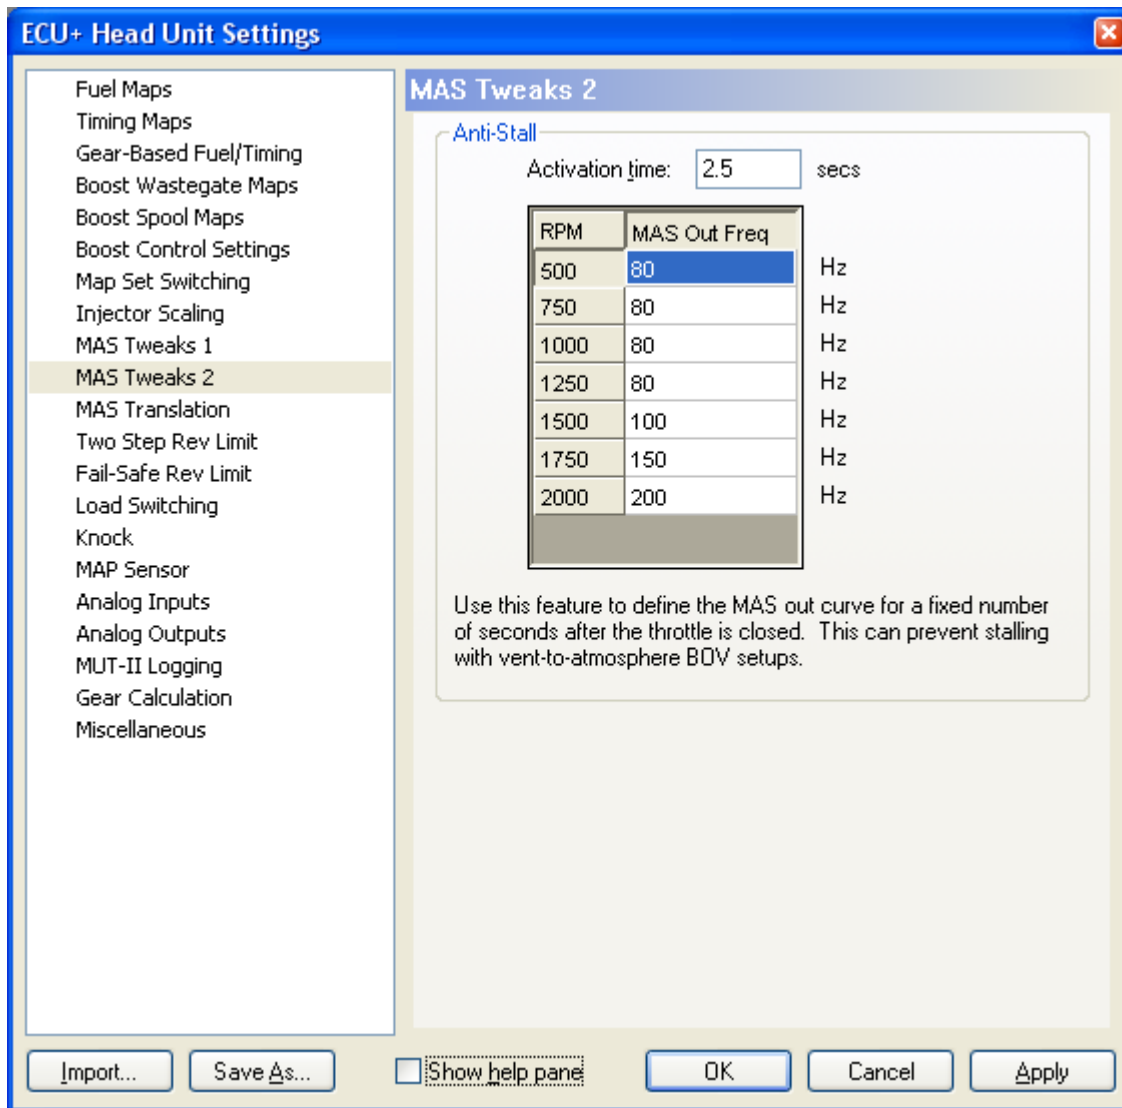 ECU+ Head Unit Settings
Fuel Maps
Timing Maps
Gear-Based Fuel/Timing
Boost Wastegate Maps
Boost Spool Maps
Boost Control Settings
Map Set Switching
Injector Scaling
MAS Tweaks 1
MAS Tweaks 2
MAS Translation
Two Step Rev Limit
Fail-Safe Rev Limit
Load Switching
Knock
MAP Sensor
Analog Inputs
Analog Outputs
MUT-II Logging
Gear Calculation
Miscellaneous
MAS Tweaks 2
Anti-Stall
Activation time: 2.5 secs
RPM MAS Out Freq
500 80 Hz
750 80 Hz
1000 80 Hz
1250 80 Hz
1500 100 Hz
1750 150 Hz
2000 200 Hz
Use this feature to define the MAS out curve for a fixed number
of seconds after the throttle is closed.  This can prevent stalling
with vent-to-atmosphere BOV setups.
Import... Save As... Show help pane OK Cancel Apply